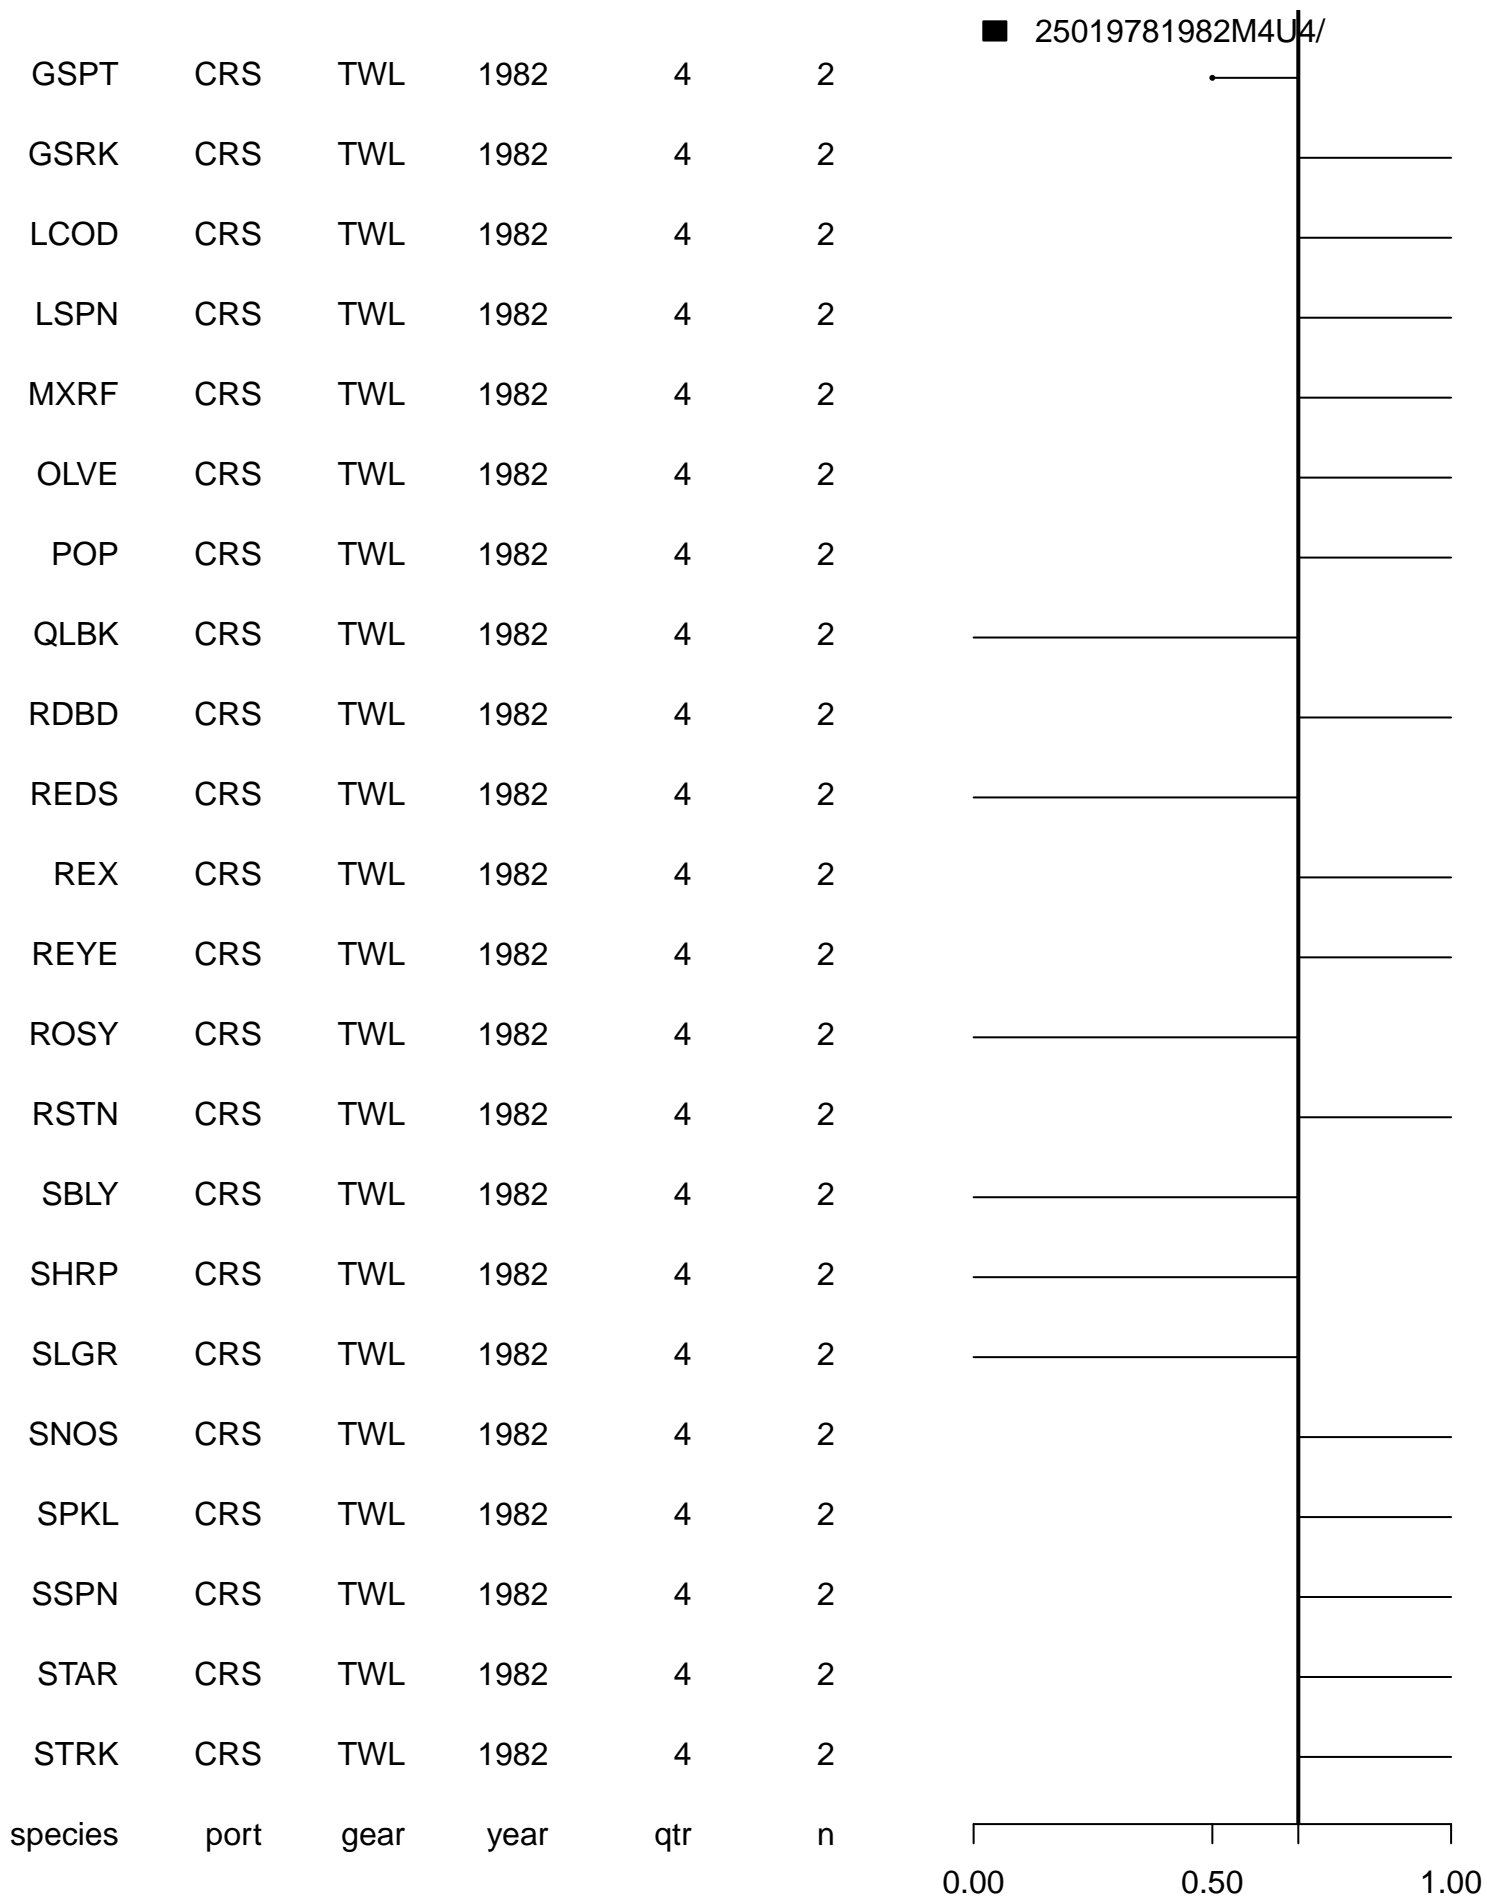 25019781982M4U4/
GSPT CRS TWL 1982 4 2
GSRK CRS TWL 1982 4 2
LCOD CRS TWL 1982 4 2
LSPN CRS TWL 1982 4 2
MXRF CRS TWL 1982 4 2
OLVE CRS TWL 1982 4 2
POP CRS TWL 1982 4 2
QLBK CRS TWL 1982 4 2
RDBD CRS TWL 1982 4 2
REDS CRS TWL 1982 4 2
REX CRS TWL 1982 4 2
REYE CRS TWL 1982 4 2
ROSY CRS TWL 1982 4 2
RSTN CRS TWL 1982 4 2
SBLY CRS TWL 1982 4 2
SHRP CRS TWL 1982 4 2
SLGR CRS TWL 1982 4 2
SNOS CRS TWL 1982 4 2
SPKL CRS TWL 1982 4 2
SSPN CRS TWL 1982 4 2
STAR CRS TWL 1982 4 2
STRK CRS TWL 1982 4 2
species port gear year qtr n
0.00 0.50 1.00